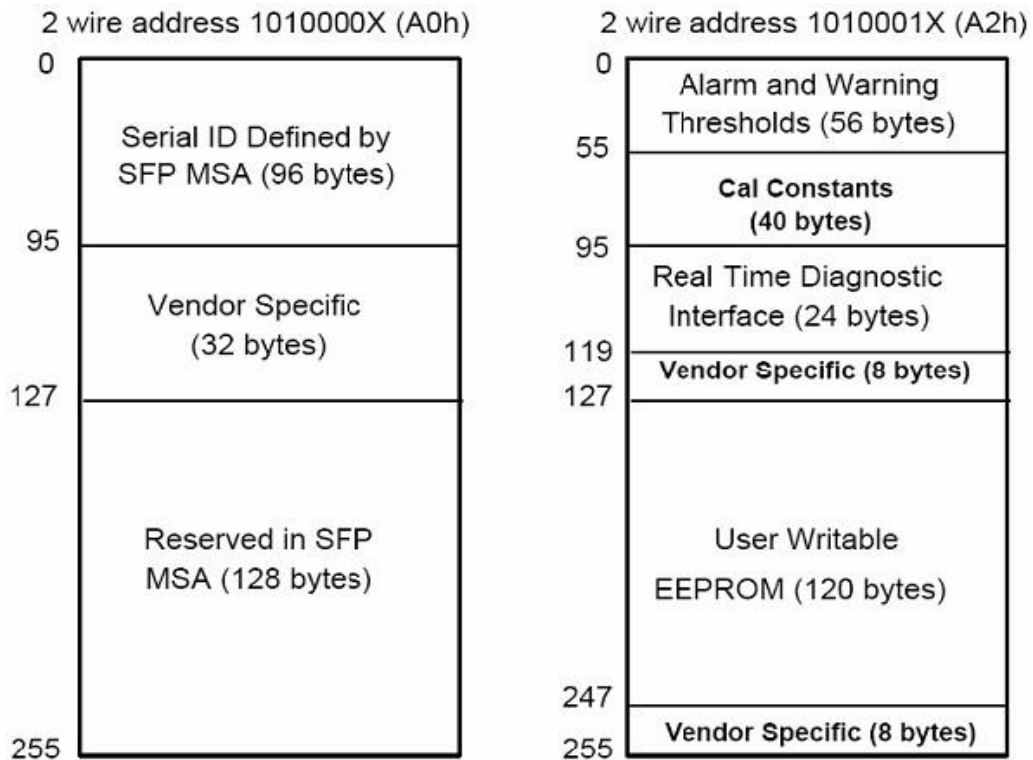 2 wire address 1010000X (A0h)
0
Serial ID Defined by
SFP MSA (96 bytes)
95
Vendor Specific
(32 bytes)
127
Reserved in SFP
MSA (128 bytes)
255
2 wire address 1010001X (A2h)
0
Alarm and Warning
Thresholds (56 bytes)
55
Cal Constants
(40 bytes)
95
Real Time Diagnostic
Interface (24 bytes)
119
Vendor Specific (8 bytes)
127
User Writable
EEPROM (120 bytes)
247
Vendor Specific (8 bytes)
255